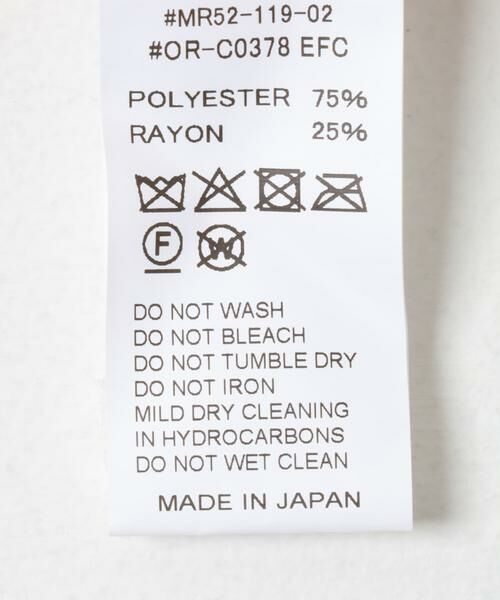 #MR52-119-02
#OR-C0378 EFC
POLYESTER 75%
RAYON 25%
F W
DO NOT WASH
DO NOT BLEACH
DO NOT TUMBLE DRY
DO NOT IRON
MILD DRY CLEANING
IN HYDROCARBONS
DO NOT WET CLEAN
MADE IN JAPAN